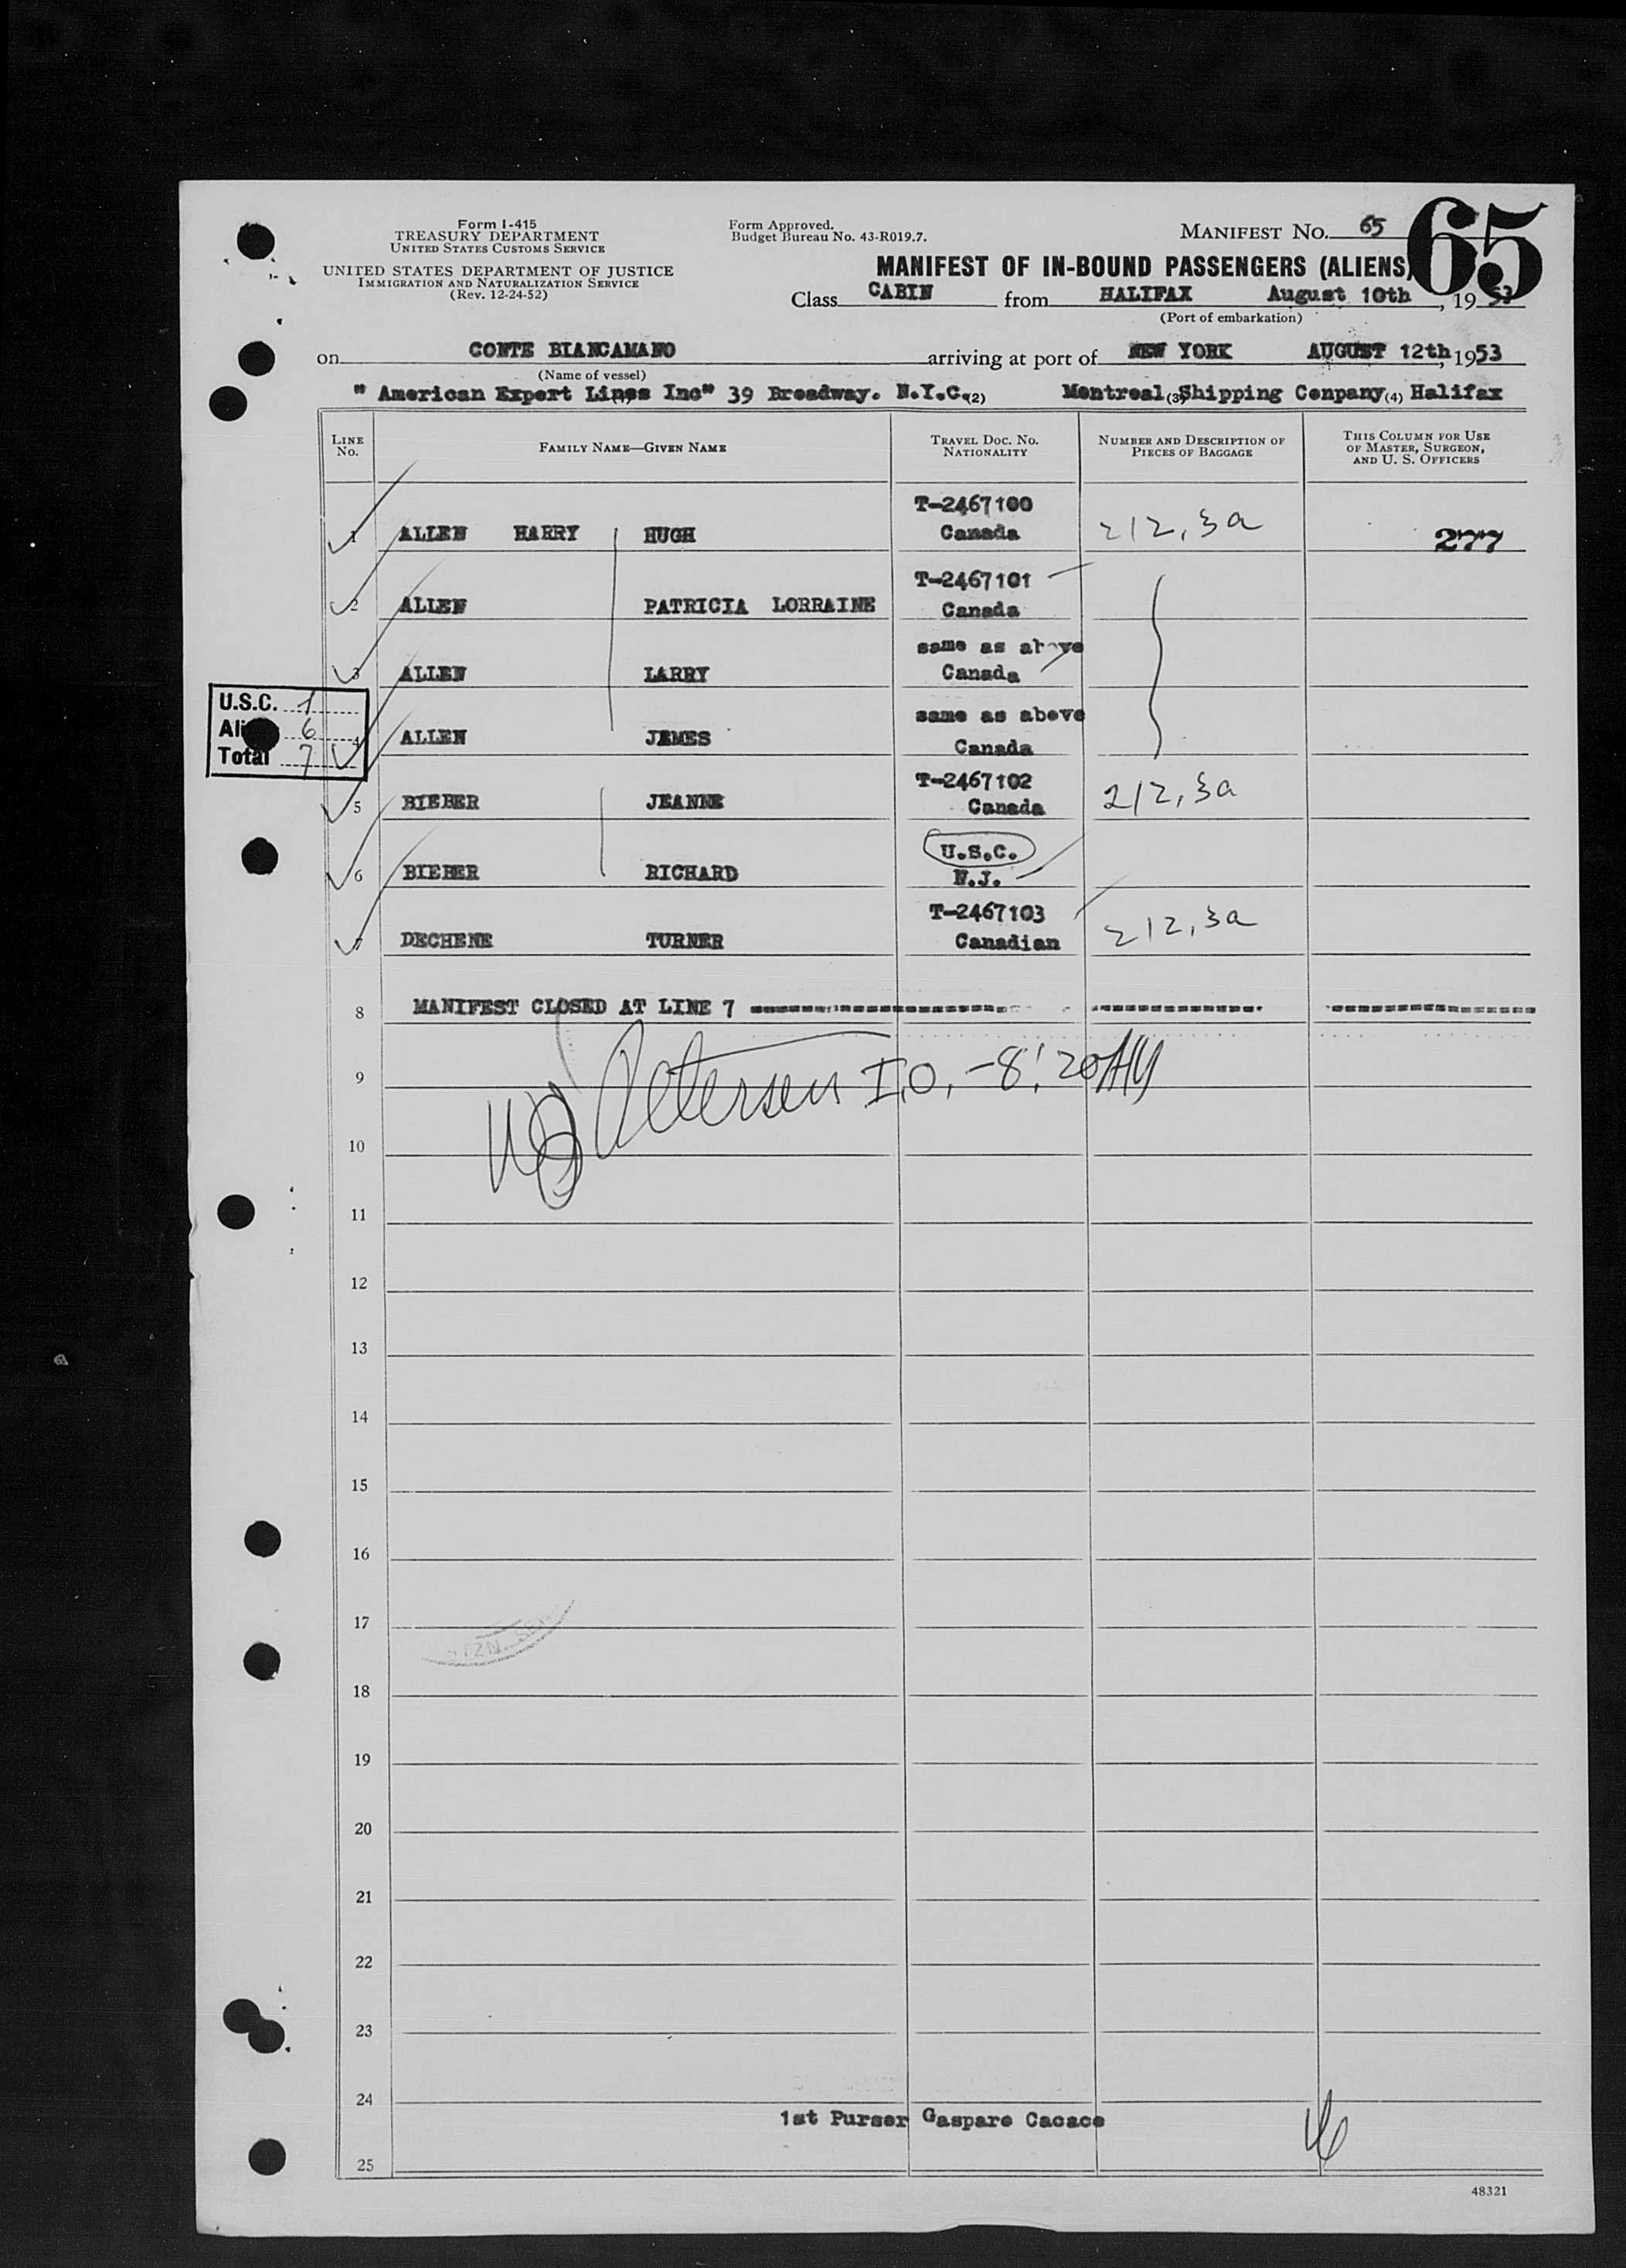 Form I-415
TREASURY DEPARTMENT
UNITED STATES CUSTOMS SERVICE
UNITED STATES DEPARTMENT OF JUSTICE
IMMIGRATION AND NATURALIZATION SERVICE
(Rev. 12-24-52)
Form Approved.
Budget Bureau No. 43-R019.7.
MANIFEST NO. 65
65
MANIFEST OF IN-BOUND PASSENGERS (ALIENS)
Class CABIN from HALIFAX August 10th, 1953
(Port of embarkation)
on CONTE BIANCAMANO arriving at port of NEW YORK AUGUST 12th, 1953
(Name of vessel)
" American Export Lines Inc" 39 Broadway. N.Y.C. (2) Montreal (3) Shipping Conpany (4) Halifax
LINE No. FAMILY NAME—GIVEN NAME TRAVEL DOC. NO. NATIONALITY NUMBER AND DESCRIPTION OF PIECES OF BAGGAGE THIS COLUMN FOR USE OF MASTER, SURGEON, AND U. S. OFFICERS
T-2467100
1 ALLEN HARRY HUGH Canada 212,3a 277
T-2467101
2 ALLEN PATRICIA LORRAINE Canada
same as above
3 ALLEN LARRY Canada
same as above
4 ALLEN JAMES Canada
U.S.C. 1
Ali 6
Total 7
T-2467102
5 BIEBER JEANNE Canada 212,3a
U.S.C.
6 BIEBER RICHARD N.J.
T-2467103
7 DECHENE TURNER Canadian 212,3a
8 MANIFEST CLOSED AT LINE 7
Petersen I.O. - 8:20
9
10
11
12
13
14
15
16
17
18
19
20
21
22
23
24
1st Purser Gaspare Cacace
25
48321